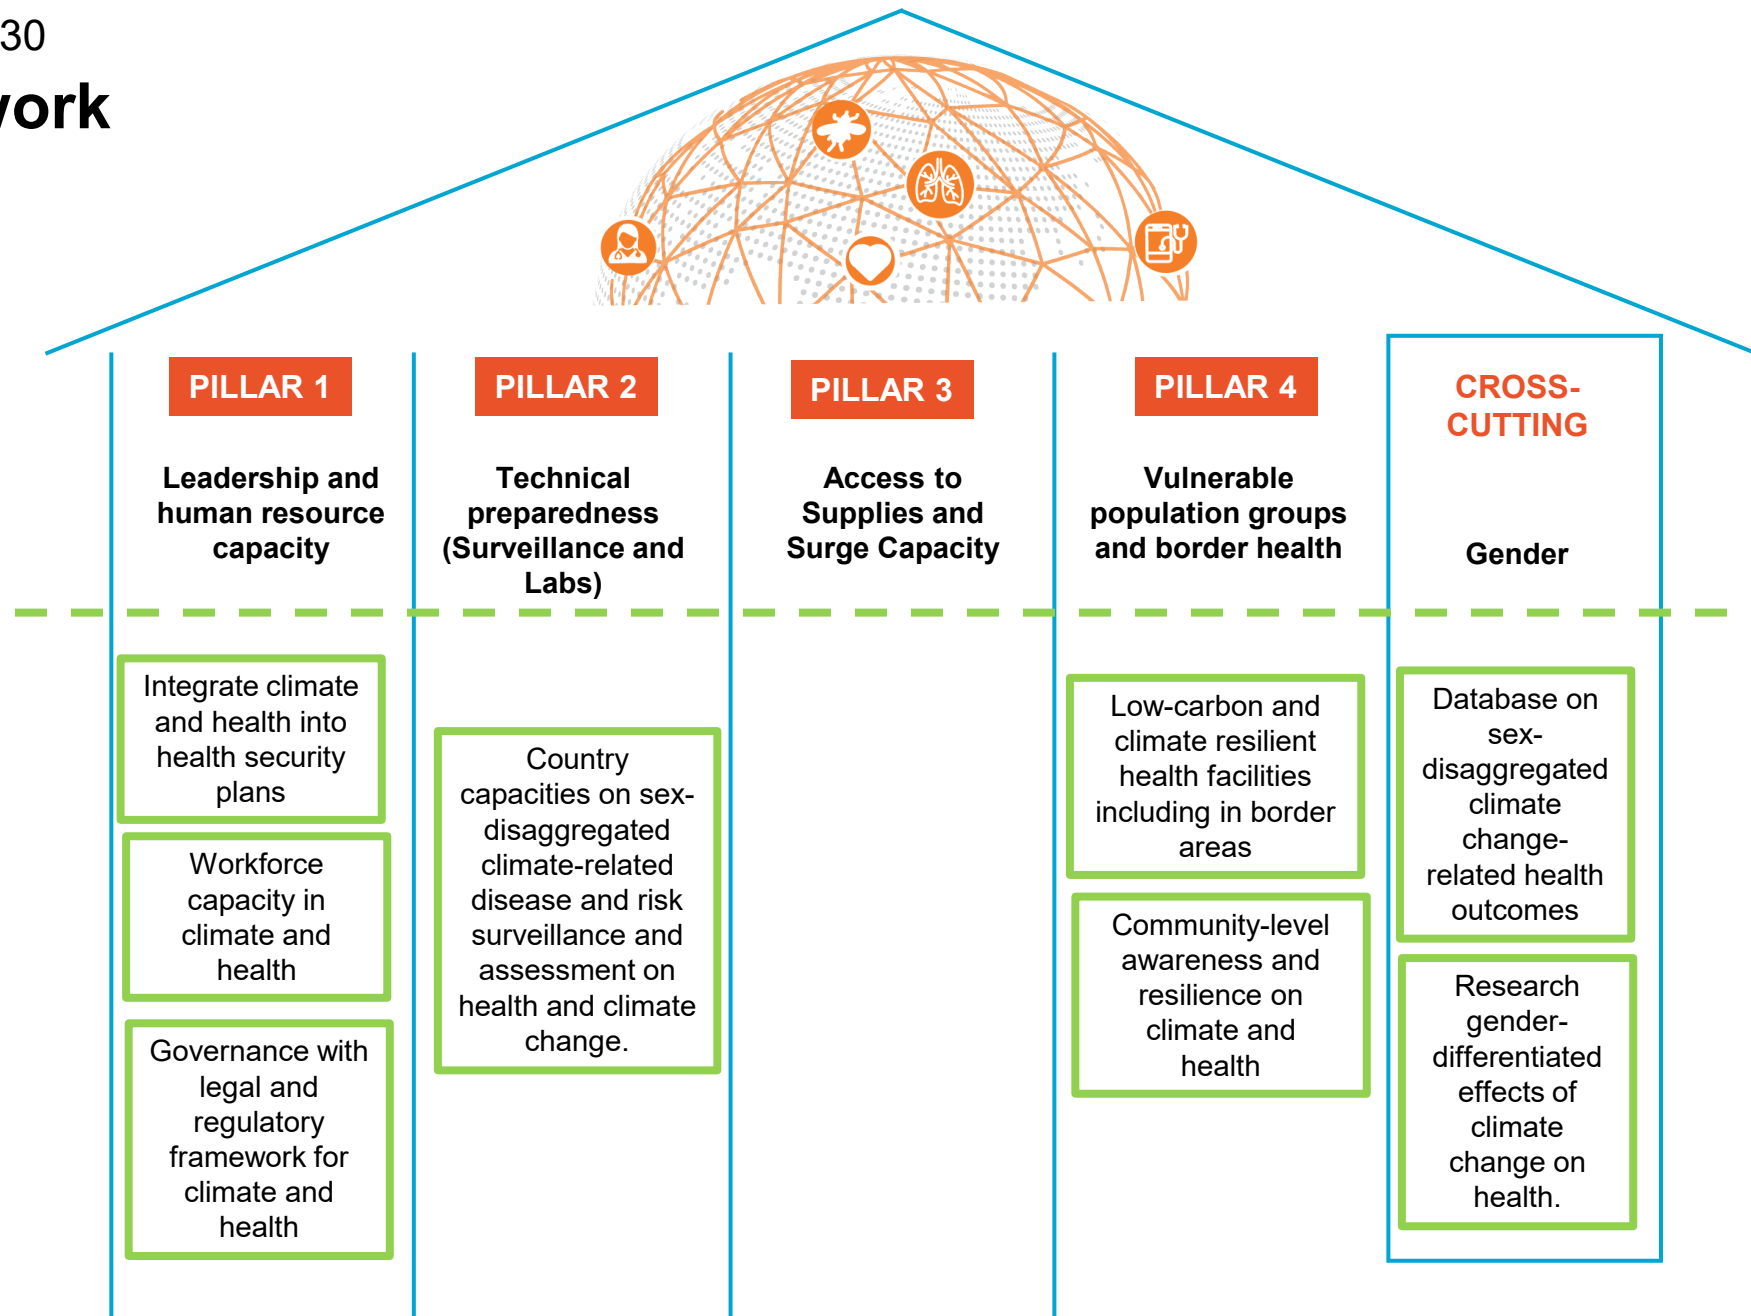 30
work
PILLAR 1
Leadership and
human resource
capacity
Integrate climate
and health into
health security
plans
Workforce
capacity in
climate and
health
Governance with
legal and
regulatory
framework for
climate and
health
PILLAR 2
Technical
preparedness
(Surveillance and
Labs)
Country
capacities on sex-
disaggregated
climate-related
disease and risk
surveillance and
assessment on
health and climate
change.
PILLAR 3
Access to
Supplies and
Surge Capacity
PILLAR 4
Vulnerable
population groups
and border health
Low-carbon and
climate resilient
health facilities
including in border
areas
Community-level
awareness and
resilience on
climate and
health
CROSS-
CUTTING
Gender
Database on
sex-
disaggregated
climate
change-
related health
outcomes
Research
gender-
differentiated
effects of
climate
change on
health.